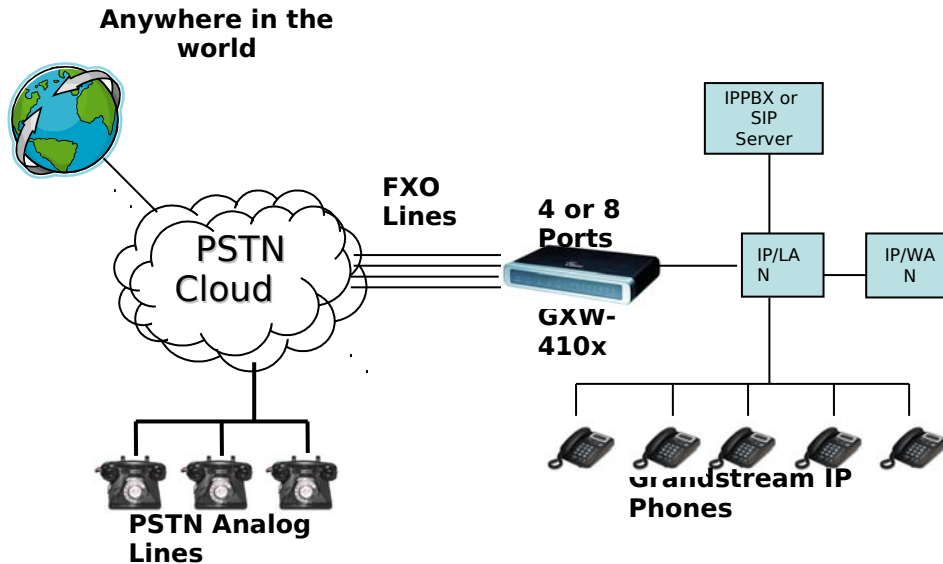 Anywhere in the
world
IPPBX or
SIP
Server
FXO
Lines
4 or 8
Ports
PSTN
Cloud
IP/LA
N
IP/WA
N
GXW-
410x
Grandstream IP
Phones
PSTN Analog
Lines